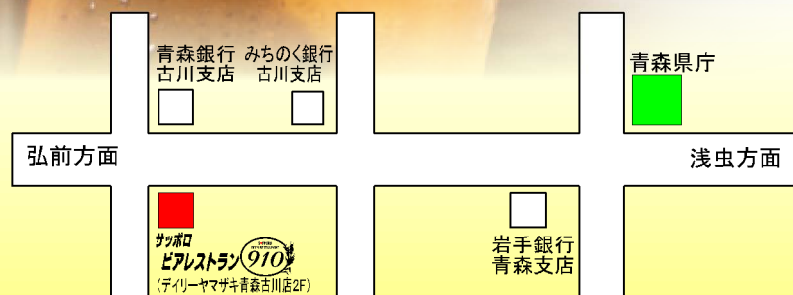 青森銀行
古川支店
みちのく銀行
古川支店
青森県庁
弘前方面
浅虫方面
サッポロ
ビアレストラン 910
(デイリーヤマザキ青森古川店2F)
岩手銀行
青森支店